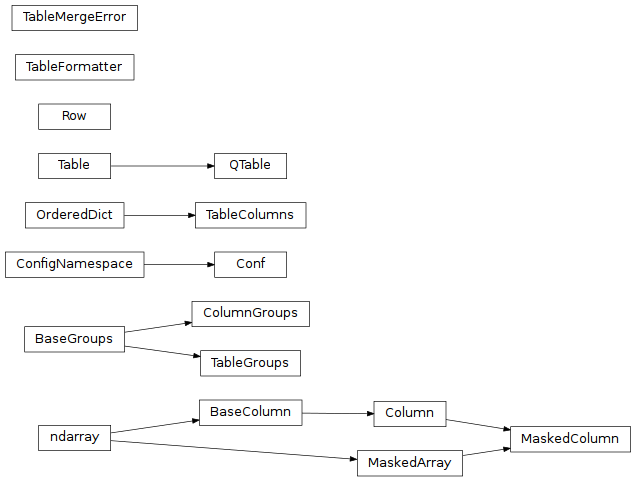 TableMergeError
TableFormatter
Row
Table
QTable
OrderedDict
TableColumns
ConfigNamespace
Conf
ColumnGroups
BaseGroups
TableGroups
BaseColumn
Column
ndarray
MaskedColumn
MaskedArray